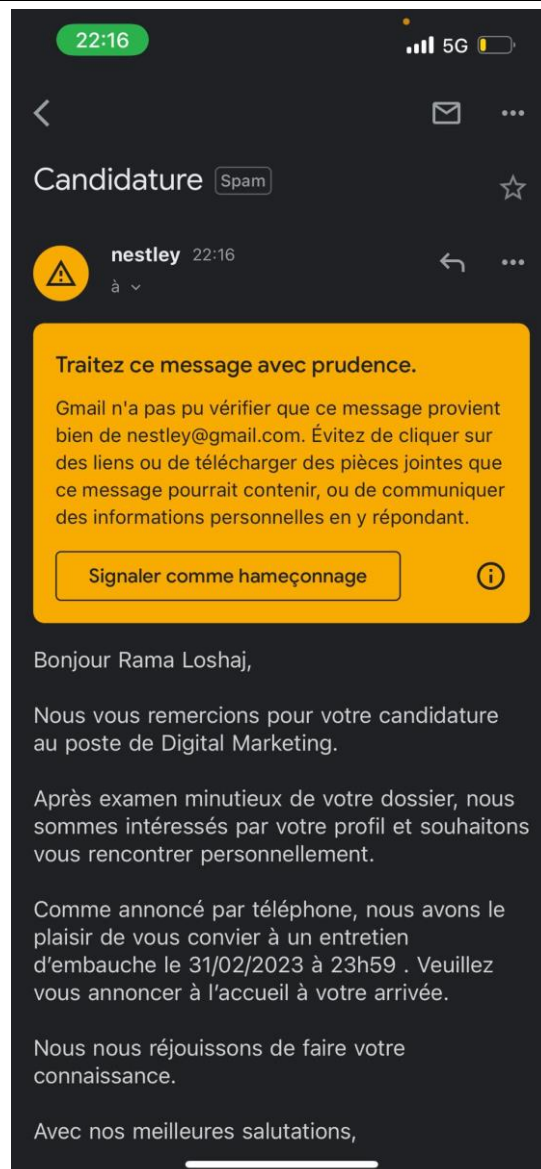 22:16
5G
Candidature Spam
nestley 22:16
à
Traitez ce message avec prudence.
Gmail n'a pas pu vérifier que ce message provient
bien de nestley@gmail.com. Évitez de cliquer sur
des liens ou de télécharger des pièces jointes que
ce message pourrait contenir, ou de communiquer
des informations personnelles en y répondant.
Signaler comme hameçonnage
Bonjour Rama Loshaj,
Nous vous remercions pour votre candidature
au poste de Digital Marketing.
Après examen minutieux de votre dossier, nous
sommes intéressés par votre profil et souhaitons
vous rencontrer personnellement.
Comme annoncé par téléphone, nous avons le
plaisir de vous convier à un entretien
d’embauche le 31/02/2023 à 23h59 . Veuillez
vous annoncer à l’accueil à votre arrivée.
Nous nous réjouissons de faire votre
connaissance.
Avec nos meilleures salutations,